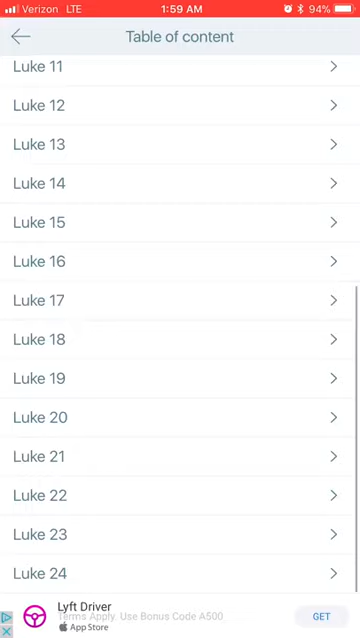 Verizon LTE 1:59 AM 94%
Table of content
Luke 11
Luke 12
Luke 13
Luke 14
Luke 15
Luke 16
Luke 17
Luke 18
Luke 19
Luke 20
Luke 21
Luke 22
Luke 23
Luke 24
Lyft Driver
Terms Apply. Use Bonus Code A500
App Store
GET